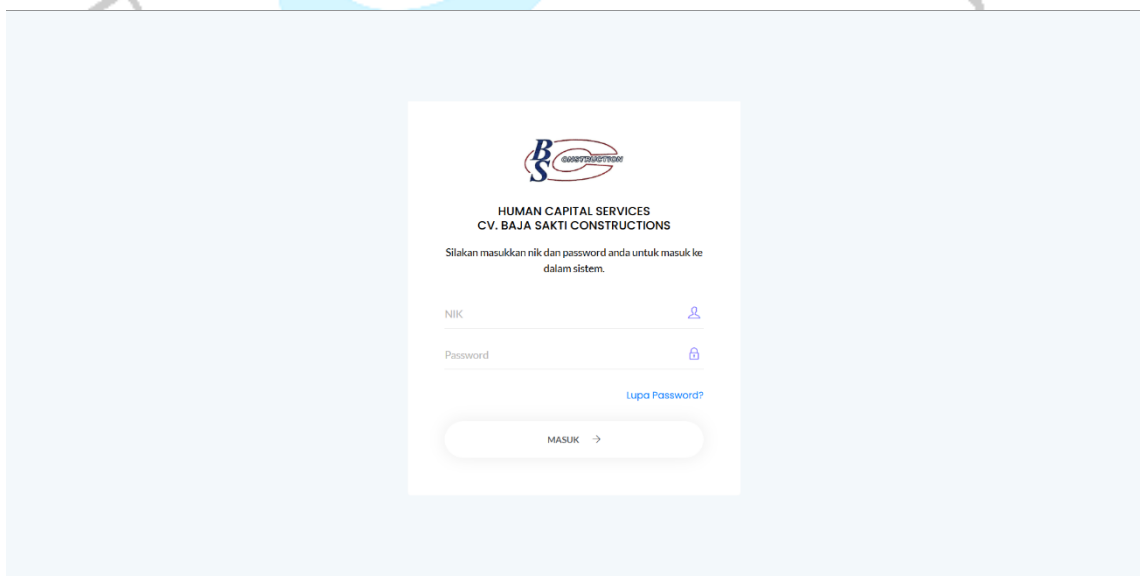 BS CONSTRUCTION
HUMAN CAPITAL SERVICES
CV. BAJA SAKTI CONSTRUCTIONS
Silakan masukkan nik dan password anda untuk masuk ke
dalam sistem.
NIK
Password
Lupa Password?
MASUK